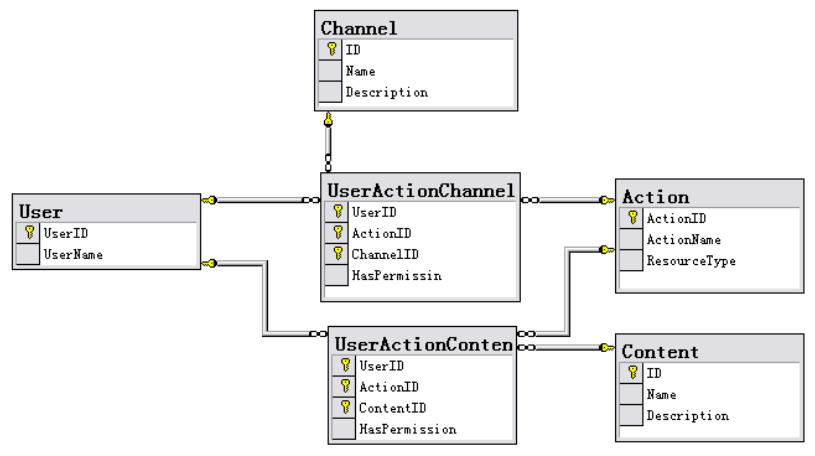 Channel
ID
Name
Description
User
UserID
UserName
UserActionChannel
UserID
ActionID
ChannelID
HasPermissin
Action
ActionID
ActionName
ResourceType
UserActionConten
UserID
ActionID
ContentID
HasPermission
Content
ID
Name
Description